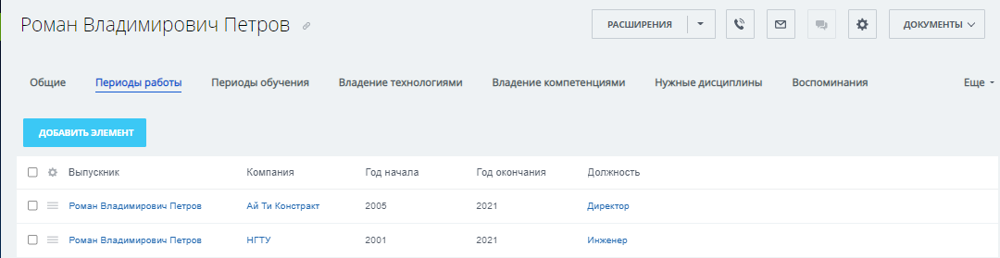 Роман Владимирович Петров
РАСШИРЕНИЯ ДОКУМЕНТЫ
Общие Периоды работы Периоды обучения Владение технологиями Владение компетенциями Нужные дисциплины Воспоминания Еще
ДОБАВИТЬ ЭЛЕМЕНТ
Выпускник Компания Год начала Год окончания Должность
Роман Владимирович Петров Ай Ти Констракт 2005 2021 Директор
Роман Владимирович Петров НГТУ 2001 2021 Инженер